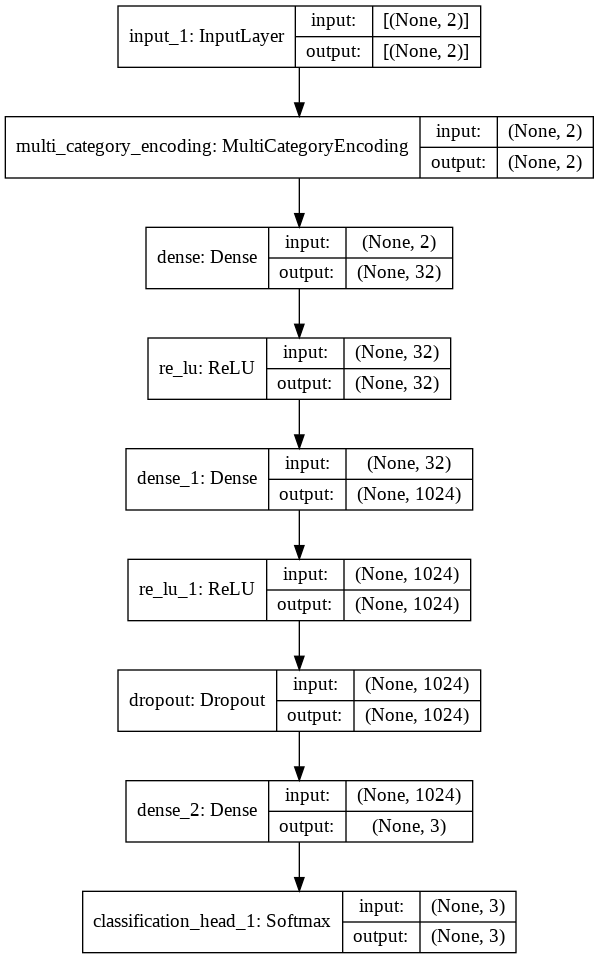 input_1: InputLayer
input:
[(None, 2)]
output:
[(None, 2)]
multi_category_encoding: MultiCategoryEncoding
input:
(None, 2)
output:
(None, 2)
dense: Dense
input:
(None, 2)
output:
(None, 32)
re_lu: ReLU
input:
(None, 32)
output:
(None, 32)
dense_1: Dense
input:
(None, 32)
output:
(None, 1024)
re_lu_1: ReLU
input:
(None, 1024)
output:
(None, 1024)
dropout: Dropout
input:
(None, 1024)
output:
(None, 1024)
dense_2: Dense
input:
(None, 1024)
output:
(None, 3)
classification_head_1: Softmax
input:
(None, 3)
output:
(None, 3)